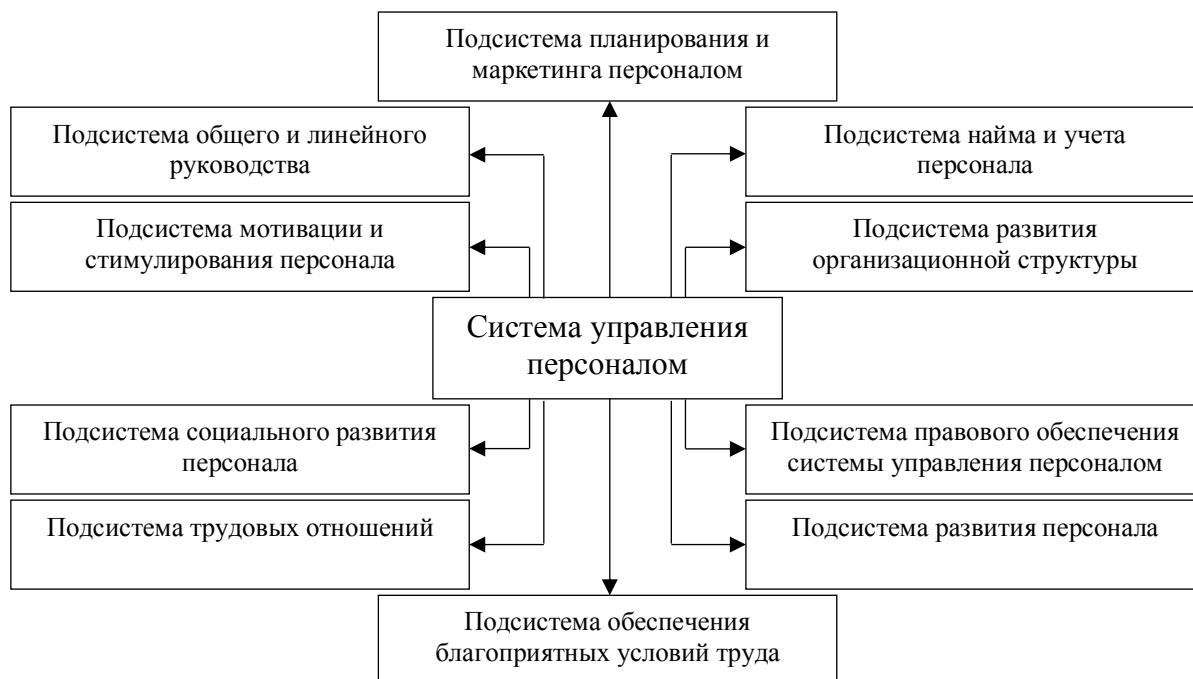 Подсистема планирования и
маркетинга персоналом
Подсистема общего и линейного
руководства
Подсистема найма и учета
персонала
Подсистема мотивации и
стимулирования персонала
Подсистема развития
организационной структуры
Система управления
персоналом
Подсистема социального развития
персонала
Подсистема правового обеспечения
системы управления персоналом
Подсистема трудовых отношений
Подсистема развития персонала
Подсистема обеспечения
благоприятных условий труда